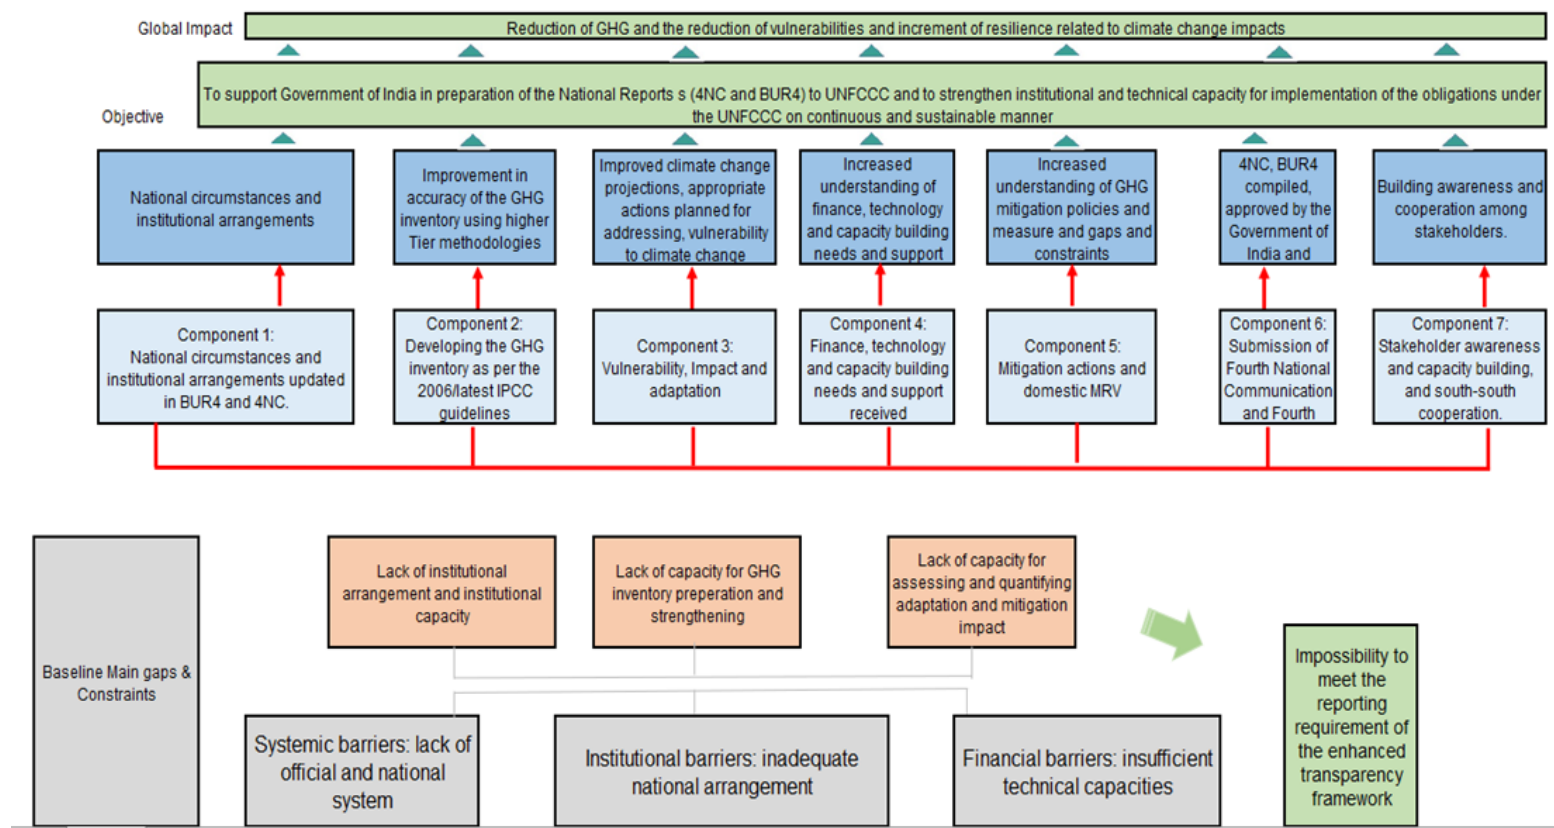 Global Impact
Reduction of GHG and the reduction of vulnerabilities and increment of resilience related to climate change impacts
Objective
To support Government of India in preparation of the National Reports s (4NC and BUR4) to UNFCCC and to strengthen institutional and technical capacity for implementation of the obligations under
the UNFCCC on continuous and sustainable manner
National circumstances and
institutional arrangements
Improvement in
accuracy of the GHG
inventory using higher
Tier methodologies
Improved climate change
projections, appropriate
actions planned for
addressing, vulnerability
to climate change
Increased
understanding of
finance, technology
and capacity building
needs and support
Increased
understanding of GHG
mitigation policies and
measure and gaps and
constraints
4NC, BUR4
compiled,
approved by the
Government of
India and
Building awareness and
cooperation among
stakeholders.
Component 1:
National circumstances and
institutional arrangements updated
in BUR4 and 4NC.
Component 2:
Developing the GHG
inventory as per the
2006/latest IPCC
guidelines
Component 3:
Vulnerability, Impact and
adaptation
Component 4:
Finance, technology
and capacity building
needs and support
received
Component 5:
Mitigation actions and
domestic MRV
Component 6:
Submission of
Fourth National
Communication
and Fourth
Component 7:
Stakeholder awareness
and capacity building,
and south-south
cooperation.
Baseline Main gaps &
Constraints
Lack of institutional
arrangement and institutional
capacity
Lack of capacity for GHG
inventory preperation and
strengthening
Lack of capacity for
assessing and quantifying
adaptation and mitigation
impact
Systemic barriers: lack of
official and national
system
Institutional barriers: inadequate
national arrangement
Financial barriers: insufficient
technical capacities
Impossibility to
meet the
reporting
requirement of
the enhanced
transparency
framework